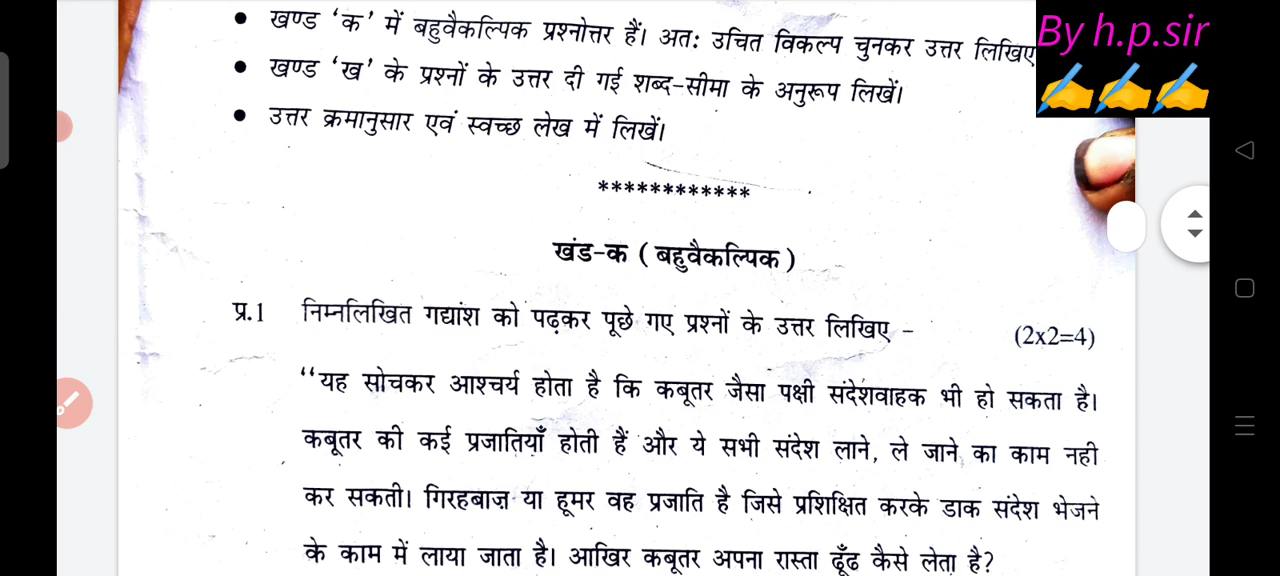 • खण्ड ‘क’ में बहुवैकल्पिक प्रश्नोत्तर हैं। अतः उचित विकल्प चुनकर उत्तर लिखिए
By h.p.sir
✍✍✍
• खण्ड ‘ख’ के प्रश्नों के उत्तर दी गई शब्द-सीमा के अनुरूप लिखें।
• उत्तर क्रमानुसार एवं स्वच्छ लेख में लिखें।
************
खंड-क ( बहुवैकल्पिक )
प्र.1 निम्नलिखित गद्यांश को पढ़कर पूछे गए प्रश्नों के उत्तर लिखिए – (2x2=4)
“यह सोचकर आश्चर्य होता है कि कबूतर जैसा पक्षी संदेशवाहक भी हो सकता है।
कबूतर की कई प्रजातियाँ होती हैं और ये सभी संदेश लाने, ले जाने का काम नही
कर सकती। गिरहबाज़ या हूमर वह प्रजाति है जिसे प्रशिक्षित करके डाक संदेश भेजने
के काम में लाया जाता है। आखिर कबूतर अपना रास्ता ढूँढ कैसे लेता है?